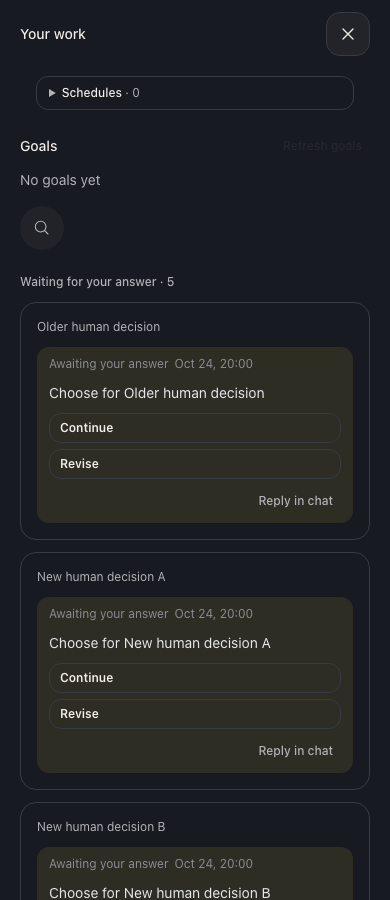 Your work
Schedules · 0
Goals
Refresh goals
No goals yet
Waiting for your answer · 5
Older human decision
Awaiting your answer Oct 24, 20:00
Choose for Older human decision
Continue
Revise
Reply in chat
New human decision A
Awaiting your answer Oct 24, 20:00
Choose for New human decision A
Continue
Revise
Reply in chat
New human decision B
Awaiting your answer Oct 24, 20:00
Choose for New human decision B